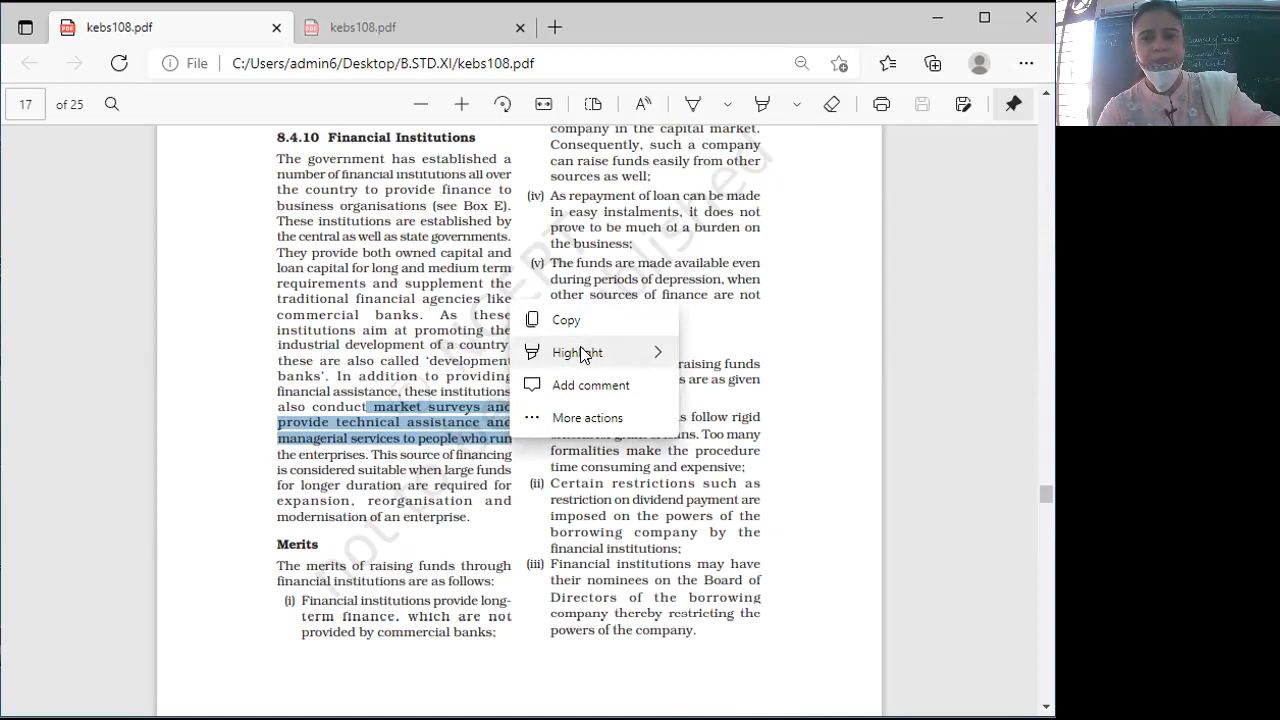 kebs108.pdf
kebs108.pdf
File
C:/Users/admin6/Desktop/B.STD.XI/kebs108.pdf
17
of 25
8.4.10 Financial Institutions
The government has established a
number of financial institutions all over
the country to provide finance to
business organisations (see Box E).
These institutions are established by
the central as well as state governments.
They provide both owned capital and
loan capital for long and medium term
requirements and supplement the
traditional financial agencies like
commercial banks. As these
institutions aim at promoting the
industrial development of a country,
these are also called ‘development
banks’. In addition to providing
financial assistance, these institutions
also conduct market surveys and
provide technical assistance and
managerial services to people who run
the enterprises. This source of financing
is considered suitable when large funds
for longer duration are required for
expansion, reorganisation and
modernisation of an enterprise.
Merits
The merits of raising funds through
financial institutions are as follows:
(i) Financial institutions provide long-
term finance, which are not
provided by commercial banks;
company in the capital market.
Consequently, such a company
can raise funds easily from other
sources as well;
(iv) As repayment of loan can be made
in easy instalments, it does not
prove to be much of a burden on
the business;
(v) The funds are made available even
during periods of depression, when
other sources of finance are not
raising funds
are as given
follow rigid
Too many
formalities make the procedure
time consuming and expensive;
(ii) Certain restrictions such as
restriction on dividend payment are
imposed on the powers of the
borrowing company by the
financial institutions;
(iii) Financial institutions may have
their nominees on the Board of
Directors of the borrowing
company thereby restricting the
powers of the company.
Copy
Highlight
Add comment
More actions